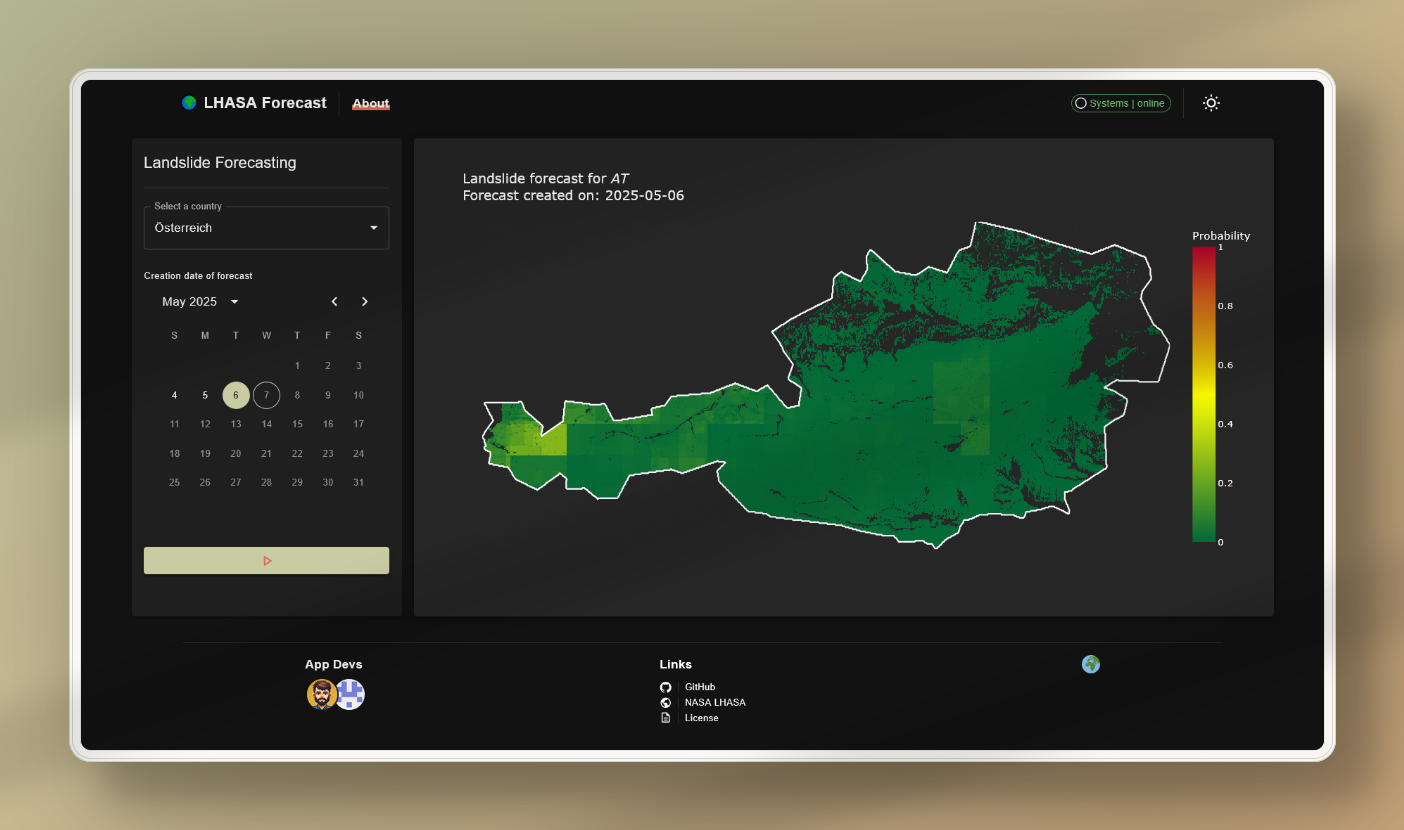 LHASA Forecast
About
Systems | online
Landslide Forecasting
Select a country
Österreich
Creation date of forecast
May 2025
S M T W T F S
1 2 3
4 5 6 7 8 9 10
11 12 13 14 15 16 17
18 19 20 21 22 23 24
25 26 27 28 29 30 31
Landslide forecast for AT
Forecast created on: 2025-05-06
Probability
1
0.8
0.6
0.4
0.2
0
App Devs
Links
GitHub
NASA LHASA
License